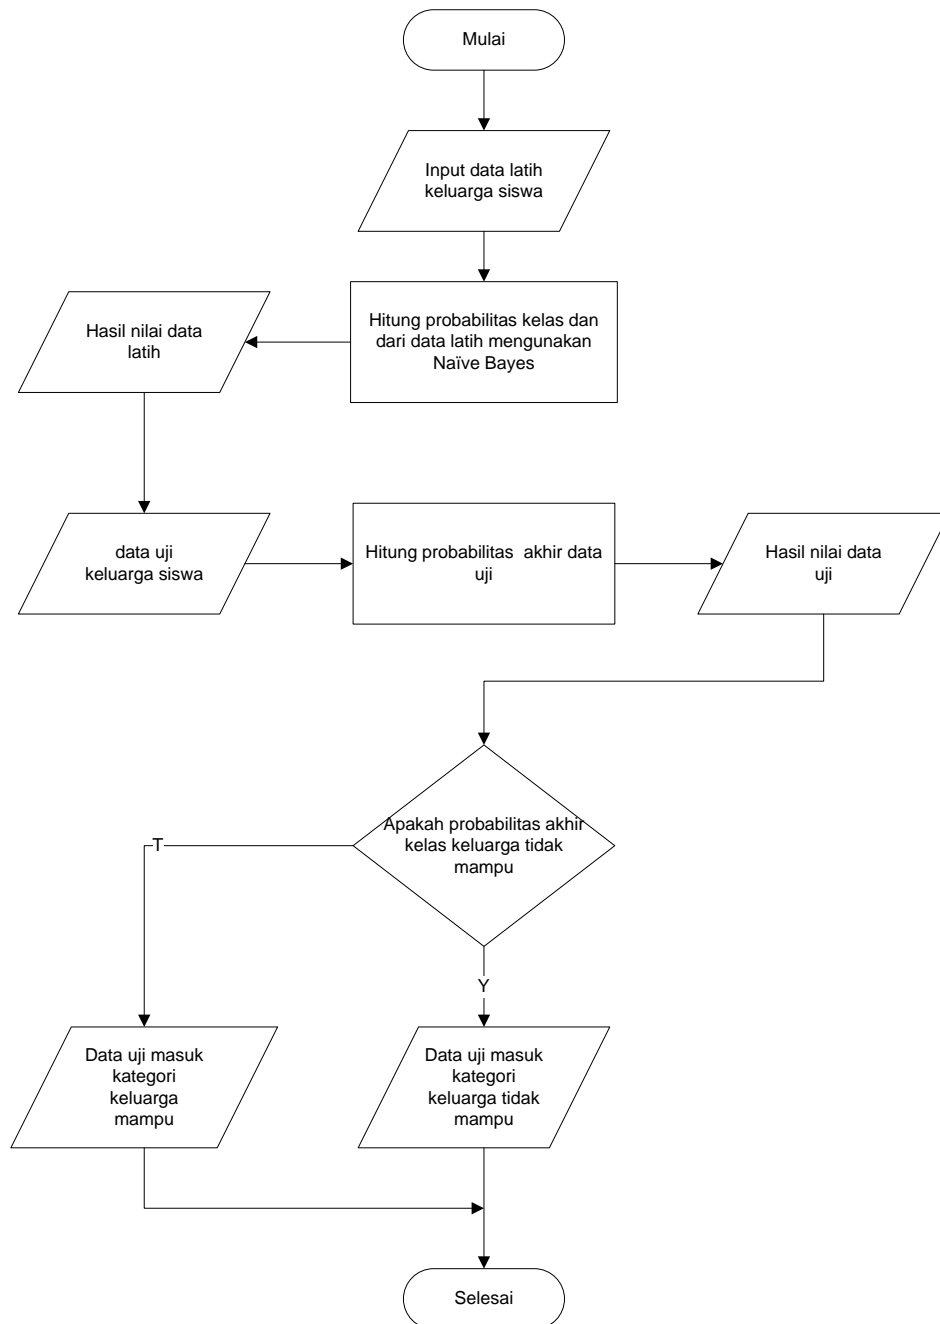 Mulai
Input data latih
keluarga siswa
Hitung probabilitas kelas dan
dari data latih mengunakan
Naïve Bayes
Hasil nilai data
latih
data uji
keluarga siswa
Hitung probabilitas  akhir data
uji
Hasil nilai data
uji
Apakah probabilitas akhir
kelas keluarga tidak
mampu
T
Y
Data uji masuk
kategori
keluarga
mampu
Data uji masuk
kategori
keluarga tidak
mampu
Selesai